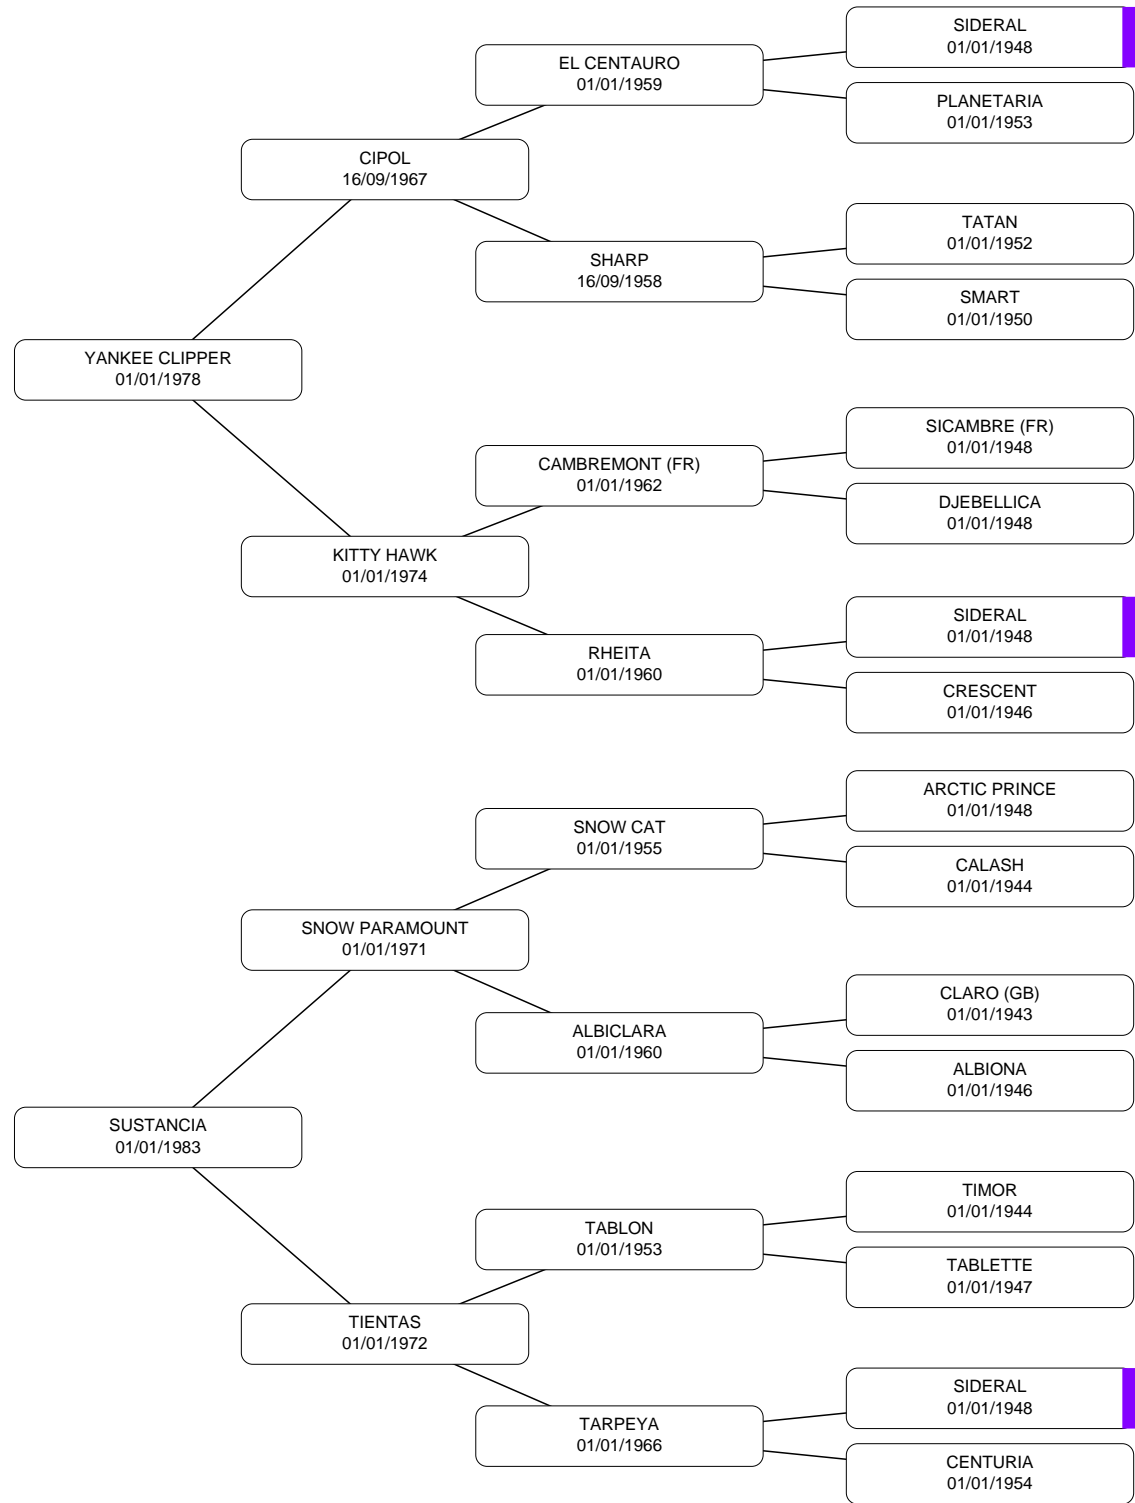 SIDERAL
01/01/1948
EL CENTAURO
01/01/1959
PLANETARIA
01/01/1953
CIPOL
16/09/1967
TATAN
01/01/1952
SHARP
16/09/1958
SMART
01/01/1950
YANKEE CLIPPER
01/01/1978
SICAMBRE (FR)
01/01/1948
CAMBREMONT (FR)
01/01/1962
DJEBELLICA
01/01/1948
KITTY HAWK
01/01/1974
SIDERAL
01/01/1948
RHEITA
01/01/1960
CRESCENT
01/01/1946
ARCTIC PRINCE
01/01/1948
SNOW CAT
01/01/1955
CALASH
01/01/1944
SNOW PARAMOUNT
01/01/1971
CLARO (GB)
01/01/1943
ALBICLARA
01/01/1960
ALBIONA
01/01/1946
SUSTANCIA
01/01/1983
TIMOR
01/01/1944
TABLON
01/01/1953
TABLETTE
01/01/1947
TIENTAS
01/01/1972
SIDERAL
01/01/1948
TARPEYA
01/01/1966
CENTURIA
01/01/1954